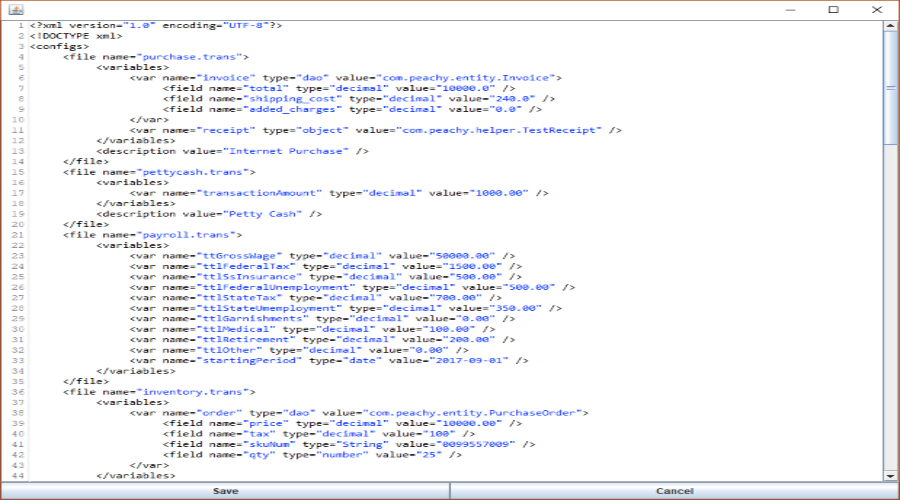 1 <?xml version="1.0" encoding="UTF-8"?>
2 <!DOCTYPE xml>
3 <configs>
4 <file name="purchase.trans">
5 <variables>
6 <var name="invoice" type="dao" value="com.peachy.entity.Invoice">
7 <field name="total" type="decimal" value="10000.0" />
8 <field name="shipping_cost" type="decimal" value="240.0" />
9 <field name="added_charges" type="decimal" value="0.0" />
10 </var>
11 <var name="receipt" type="object" value="com.peachy.helper.TestReceipt" />
12 </variables>
13 <description value="Internet Purchase" />
14 </file>
15 <file name="pettycash.trans">
16 <variables>
17 <var name="transactionAmount" type="decimal" value="1000.00" />
18 </variables>
19 <description value="Petty Cash" />
20 </file>
21 <file name="payroll.trans">
22 <variables>
23 <var name="ttGrossWage" type="decimal" value="50000.00" />
24 <var name="ttlFederalTax" type="decimal" value="1500.00" />
25 <var name="ttlSsInsurance" type="decimal" value="500.00" />
26 <var name="ttlFederalUnemployment" type="decimal" value="500.00" />
27 <var name="ttlStateTax" type="decimal" value="700.00" />
28 <var name="ttlStateUmemployment" type="decimal" value="350.00" />
29 <var name="ttlGarnishments" type="decimal" value="0.00" />
30 <var name="ttlMedical" type="decimal" value="100.00" />
31 <var name="ttlRetirement" type="decimal" value="200.00" />
32 <var name="ttlOther" type="decimal" value="0.00" />
33 <var name="startingPeriod" type="date" value="2017-09-01" />
34 </variables>
35 </file>
36 <file name="inventory.trans">
37 <variables>
38 <var name="order" type="dao" value="com.peachy.entity.PurchaseOrder">
39 <field name="price" type="decimal" value="10000.00" />
40 <field name="tax" type="decimal" value="100" />
41 <field name="skuNum" type="String" value="0099557009" />
42 <field name="qty" type="number" value="25" />
43 </var>
44 </variables>
Save
Cancel